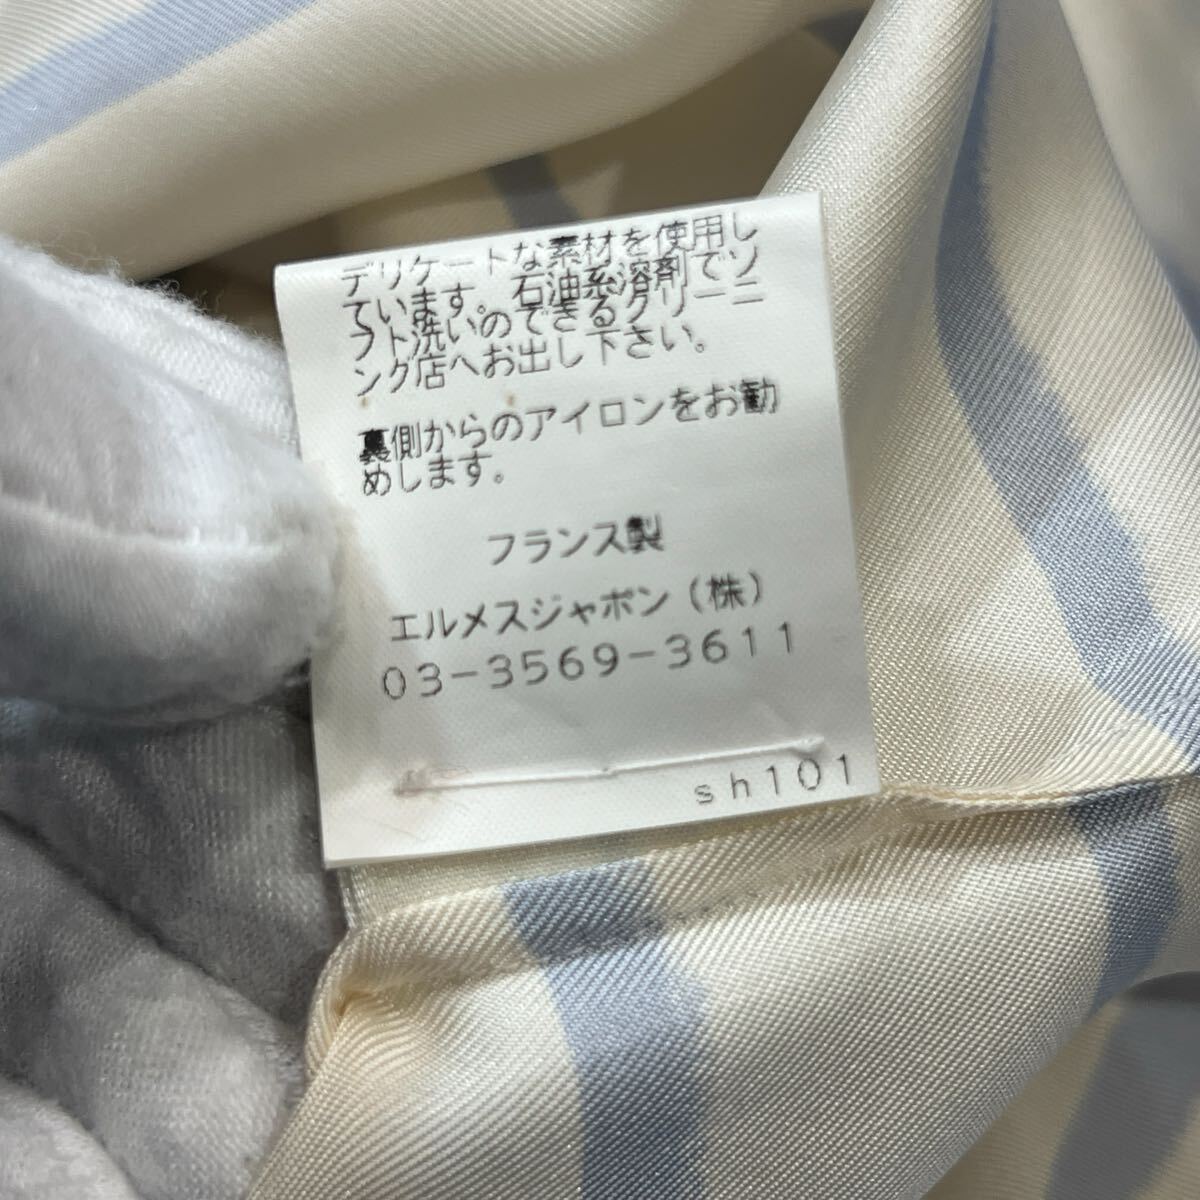 デリケートな素材を使用し
ています。石油系溶剤でソ
フト洗いのできるクリーニ
ング店へお出し下さい。
裏側からのアイロンをお勧
めします。
フランス製
エルメスジャポン(株)
03-3569-3611
sh101